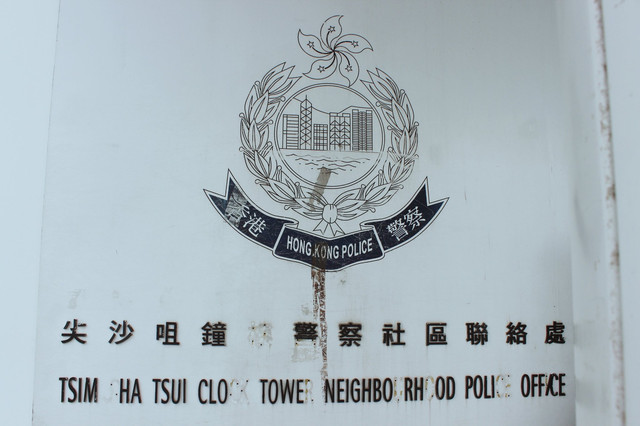 香港 HONG KONG POLICE 警察
尖沙咀鐘 警察社區聯絡處
TSIM SHA TSUI CLOCK TOWER NEIGHBOURHOOD POLICE OFFICE